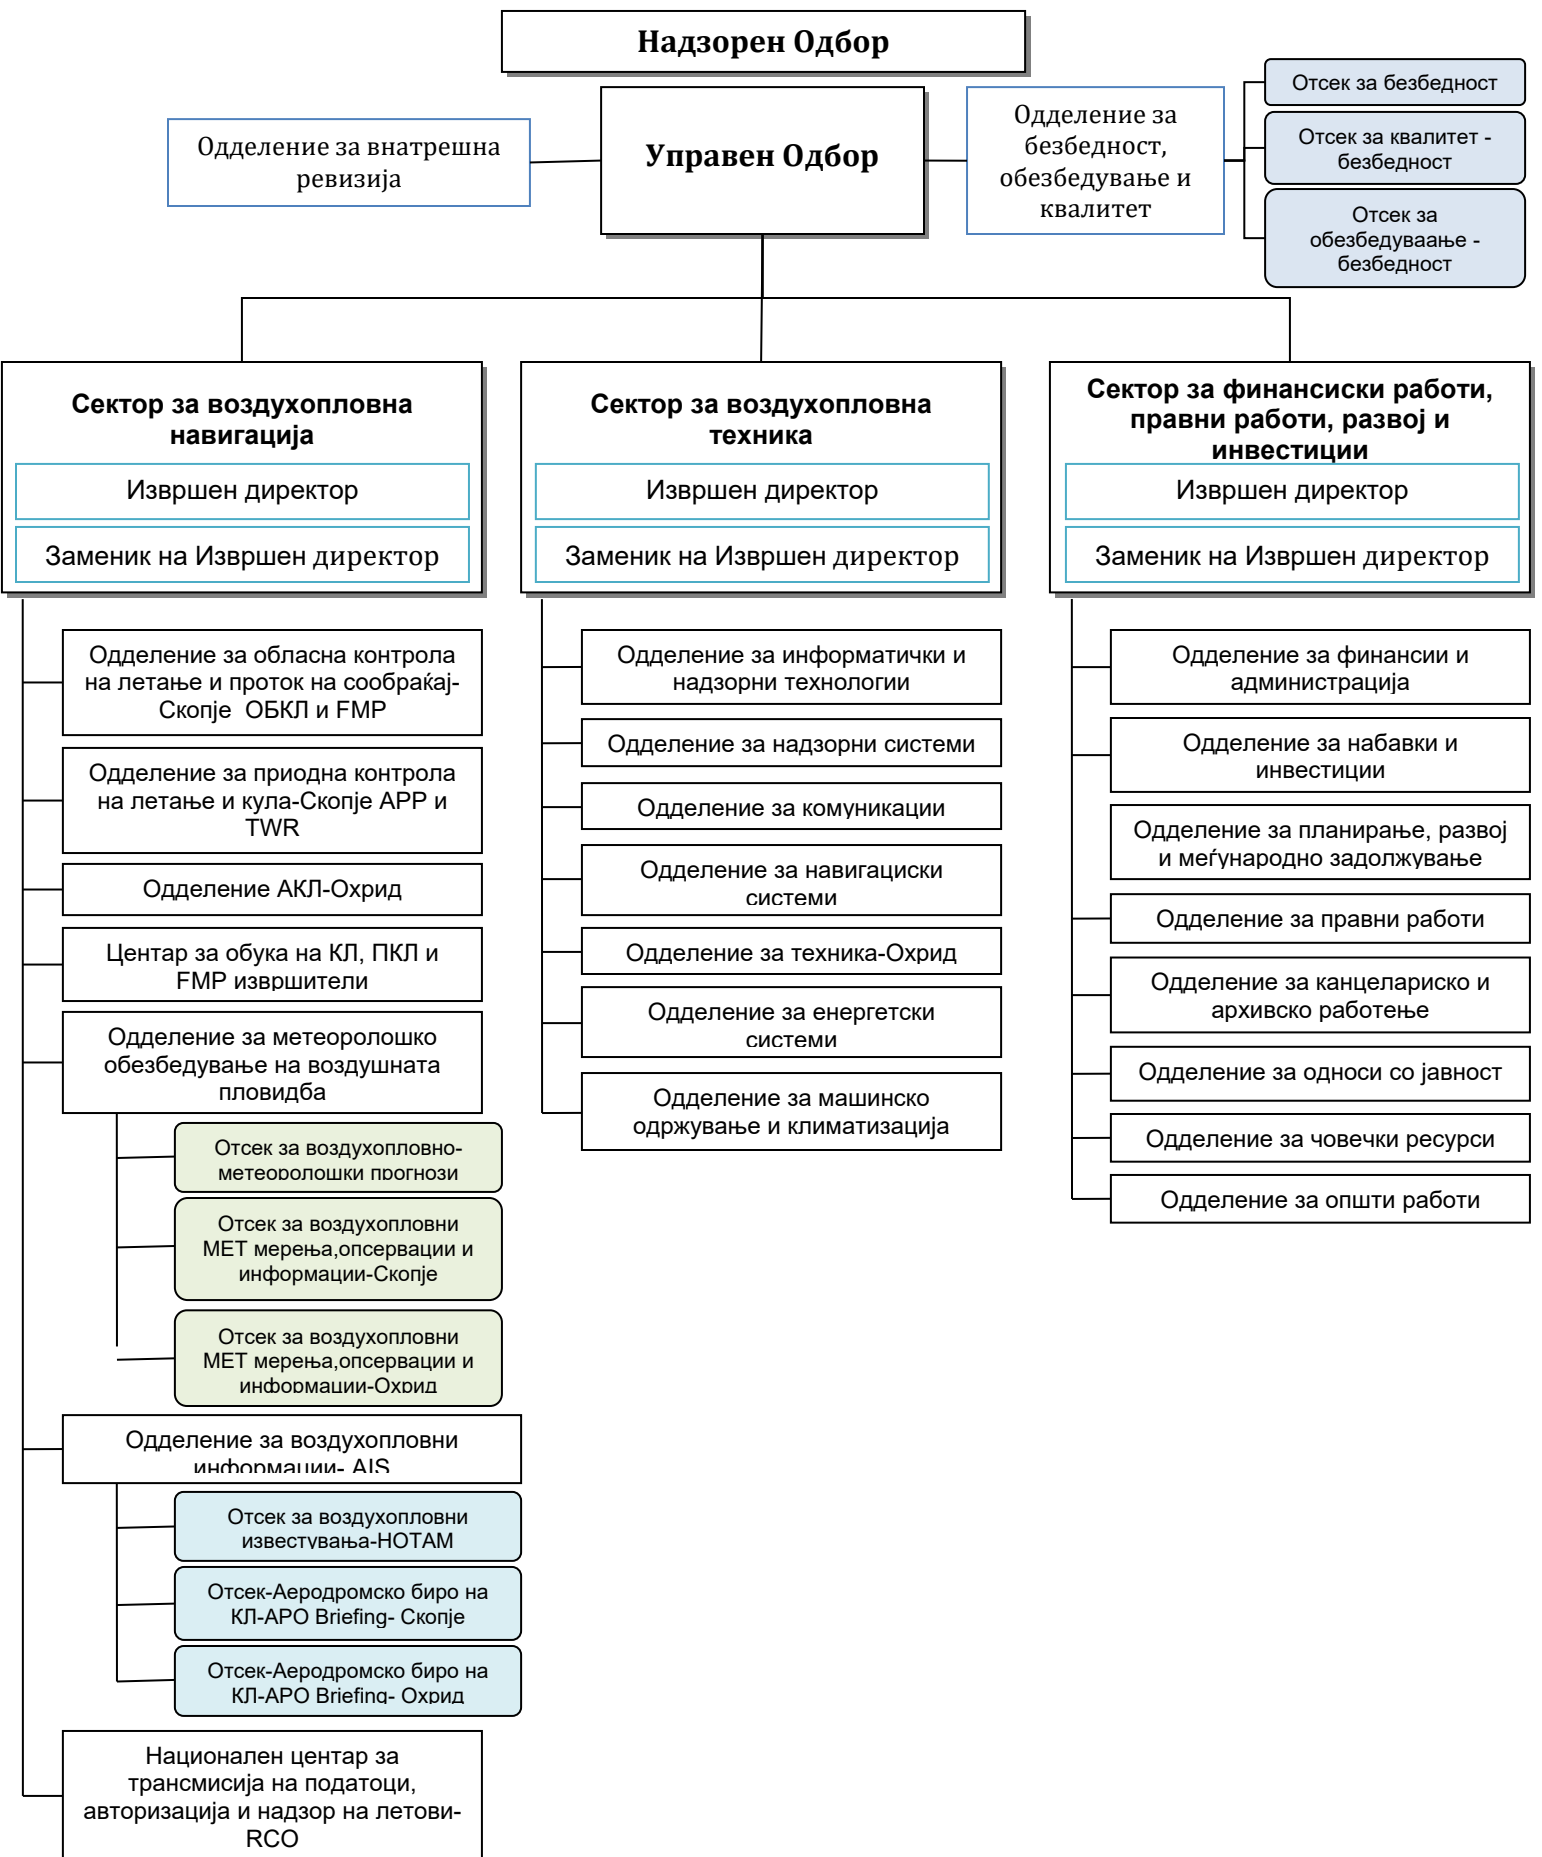 Надзорен Одбор
Одделение за внатрешна
ревизија
Управен Одбор
Одделение за
безбедност,
обезбедување и
квалитет
Отсек за безбедност
Отсек за квалитет -
безбедност
Отсек за
обезбедуваање -
безбедност
Сектор за воздухопловна
навигација
Извршен директор
Заменик на Извршен директор
Одделение за обласна контрола
на летање и проток на сообраќај-
Скопје ОБКЛ и FMP
Одделение за приодна контрола
на летање и кула-Скопје APP и
TWR
Одделение АКЛ-Охрид
Центар за обука на КЛ, ПКЛ и
FMP извршители
Одделение за метеоролошко
обезбедување на воздушната
пловидба
Отсек за воздухопловно-
метеоролошки прогнози
Отсек за воздухопловни
МЕТ мерења,опсервации и
информации-Скопје
Отсек за воздухопловни
МЕТ мерења,опсервации и
информации-Охрид
Одделение за воздухопловни
информации- AIS
Отсек за воздухопловни
известувања-НОТАМ
Отсек-Аеродромско биро на
КЛ-АРО Briefing- Скопје
Отсек-Аеродромско биро на
КЛ-АРО Briefing- Охрид
Национален центар за
трансмисија на податоци,
авторизација и надзор на летови-
RCO
Сектор за воздухопловна
техника
Извршен директор
Заменик на Извршен директор
Одделение за информатички и
надзорни технологии
Одделение за надзорни системи
Одделение за комуникации
Одделение за навигациски
системи
Одделение за техника-Охрид
Одделение за енергетски
системи
Одделение за машинско
одржување и климатизација
Сектор за финансиски работи,
правни работи, развој и
инвестиции
Извршен директор
Заменик на Извршен директор
Одделение за финансии и
администрација
Одделение за набавки и
инвестиции
Одделение за планирање, развој
и меѓународно задолжување
Одделение за правни работи
Одделение за канцелариско и
архивско работење
Одделение за односи со јавност
Одделение за човечки ресурси
Одделение за општи работи